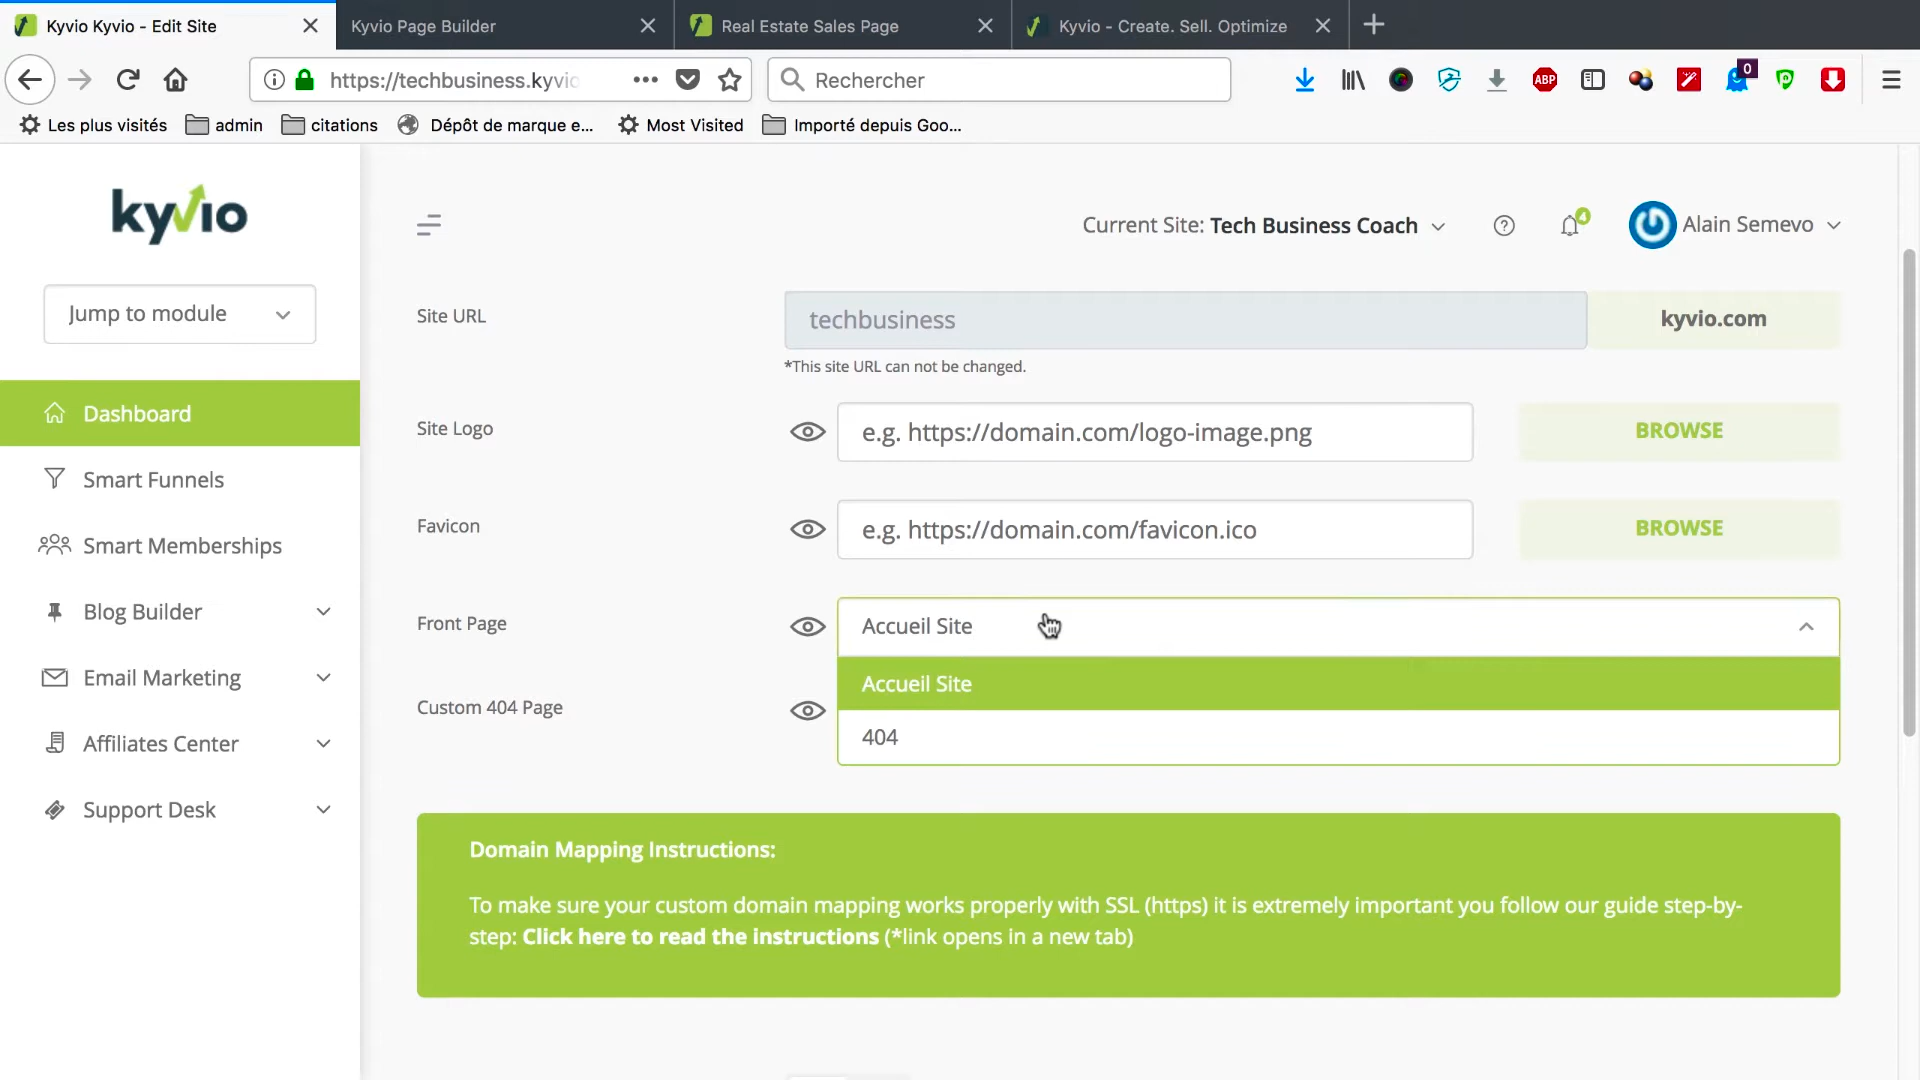 Kyvio Kyvio - Edit Site
Kyvio Page Builder
Real Estate Sales Page
Kyvio - Create. Sell. Optimize
https://techbusiness.kyvio
Rechercher
ABP
0
Les plus visités
admin
citations
Dépôt de marque e...
Most Visited
Importé depuis Goo...
kyvio
Current Site: Tech Business Coach
4
Alain Semevo
Jump to module
Dashboard
Smart Funnels
Smart Memberships
Blog Builder
Email Marketing
Affiliates Center
Support Desk
Site URL
techbusiness
kyvio.com
*This site URL can not be changed.
Site Logo
e.g. https://domain.com/logo-image.png
BROWSE
Favicon
e.g. https://domain.com/favicon.ico
BROWSE
Front Page
Accueil Site
Accueil Site
Custom 404 Page
404
Domain Mapping Instructions:
To make sure your custom domain mapping works properly with SSL (https) it is extremely important you follow our guide step-by-
step: Click here to read the instructions (*link opens in a new tab)